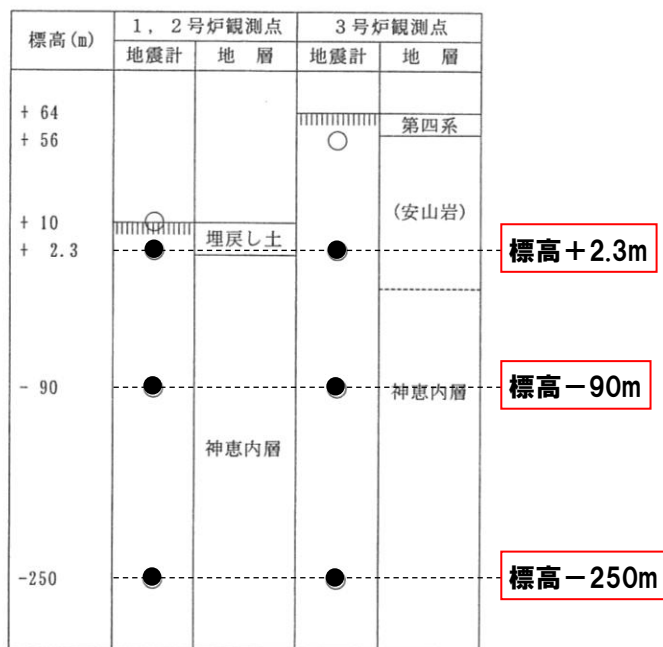 標高(m)
1，2号炉観測点
3号炉観測点
地震計
地　層
地震計
地　層
+ 64
+ 56
第四系
(安山岩)
+ 10
埋戻し土
+ 2.3
標高＋2.3m
- 90
神恵内層
標高－90m
神恵内層
-250
標高－250m